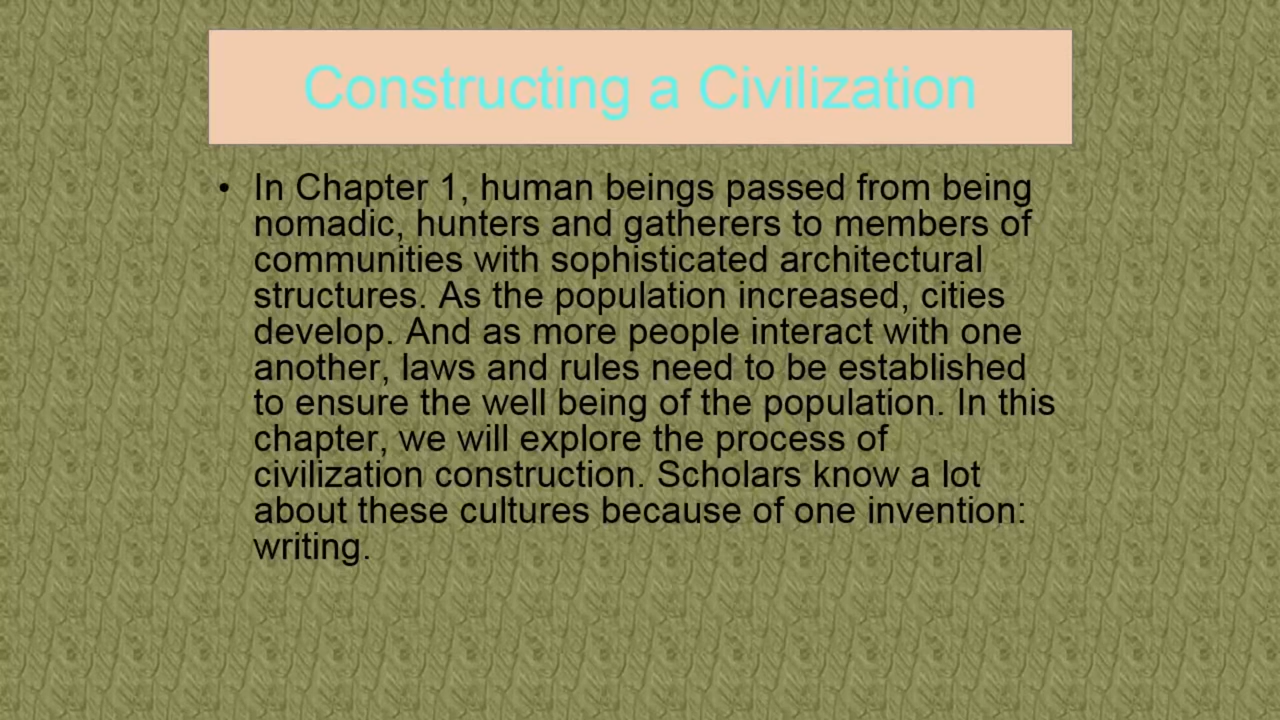 Constructing a Civilization
• In Chapter 1, human beings passed from being
nomadic, hunters and gatherers to members of
communities with sophisticated architectural
structures. As the population increased, cities
develop. And as more people interact with one
another, laws and rules need to be established
to ensure the well being of the population. In this
chapter, we will explore the process of
civilization construction. Scholars know a lot
about these cultures because of one invention:
writing.